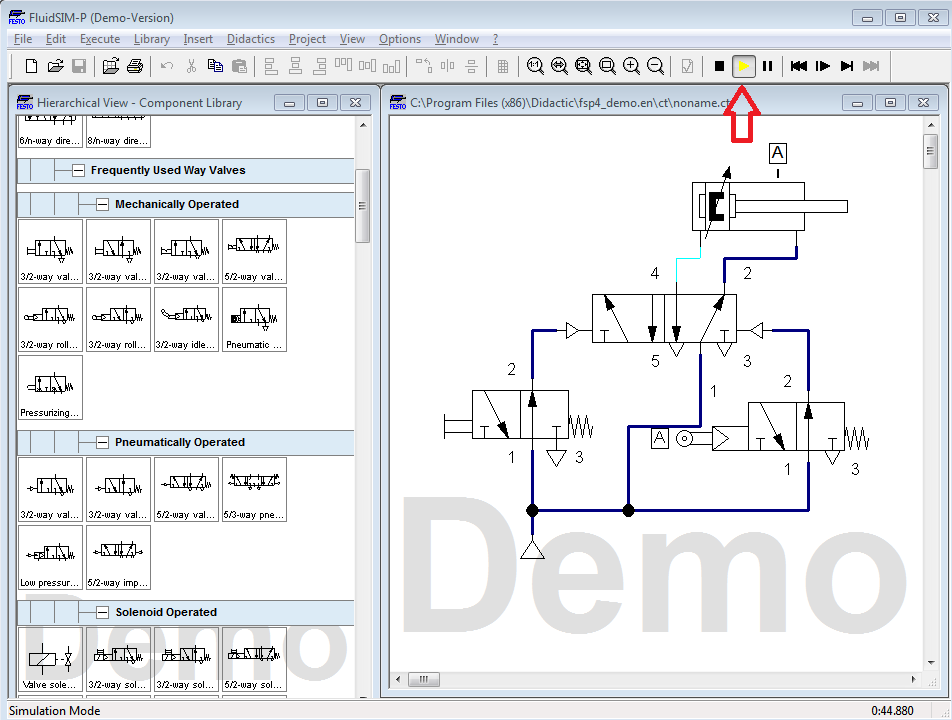 FESTO FluidSIM-P (Demo-Version)
File Edit Execute Library Insert Didactics Project View Options Window ?
FESTO Hierarchical View - Component Library
FESTO C:\Program Files (x86)\Didactic\fsp4_demo.en\ct\noname.ct
6/n-way dire... 8/n-way dire...
Frequently Used Way Valves
Mechanically Operated
3/2-way val... 3/2-way val... 3/2-way val... 5/2-way val...
3/2-way roll... 3/2-way roll... 3/2-way idle... Pneumatic ...
Pressurizing...
Pneumatically Operated
3/2-way val... 3/2-way val... 5/2-way val... 5/3-way pne...
Low pressur... 5/2-way imp...
Solenoid Operated
Valve sole... 3/2-way sol... 3/2-way sol... 5/2-way sol...
Demo
A
4 2
5 3
2 1 2
A
1 3 1 3
Demo
Simulation Mode 0:44.880